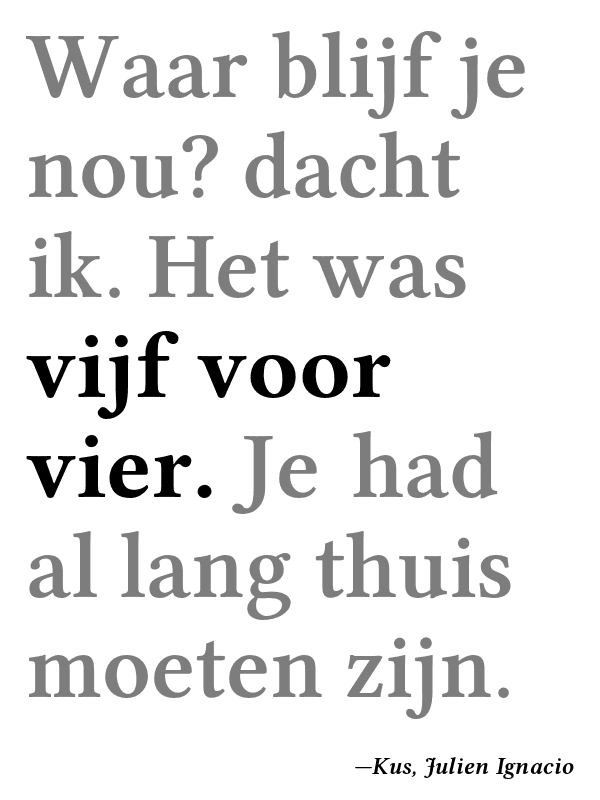 Waar blijf je
nou? dacht
ik. Het was
vijf voor
vier. Je had
al lang thuis
moeten zijn.
—Kus, Julien Ignacio